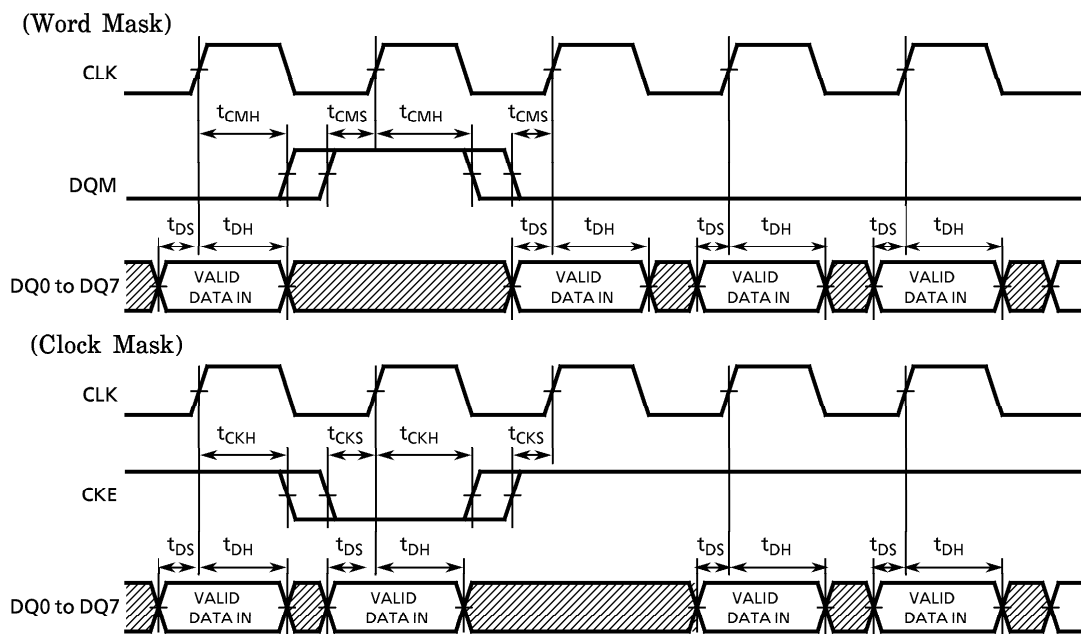 (Word Mask)
CLK
tCMH tCMS tCMH tCMS
DQM
tDS tDH tDS tDH tDS tDH tDS tDH
DQ0 to DQ7
VALID DATA IN
VALID DATA IN
VALID DATA IN
VALID DATA IN
(Clock Mask)
CLK
tCKH tCKS tCKH tCKS
CKE
tDS tDH tDS tDH tDS tDH tDS tDH
DQ0 to DQ7
VALID DATA IN
VALID DATA IN
VALID DATA IN
VALID DATA IN